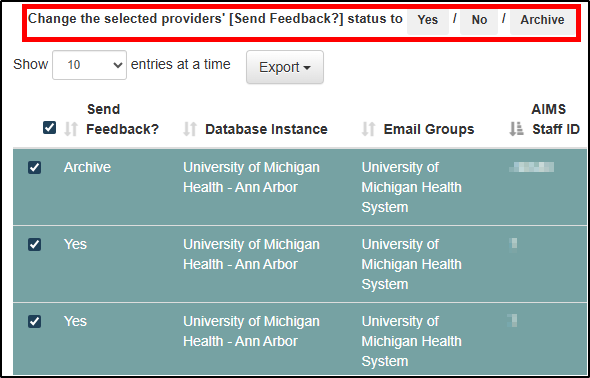 Change the selected providers' [Send Feedback?] status to Yes / No / Archive
Show 10 entries at a time Export
Send
Feedback?
Database Instance
Email Groups
AIMS
Staff ID
Archive
University of Michigan
Health - Ann Arbor
University of
Michigan Health
System
Yes
University of Michigan
Health - Ann Arbor
University of
Michigan Health
System
Yes
University of Michigan
Health - Ann Arbor
University of
Michigan Health
System